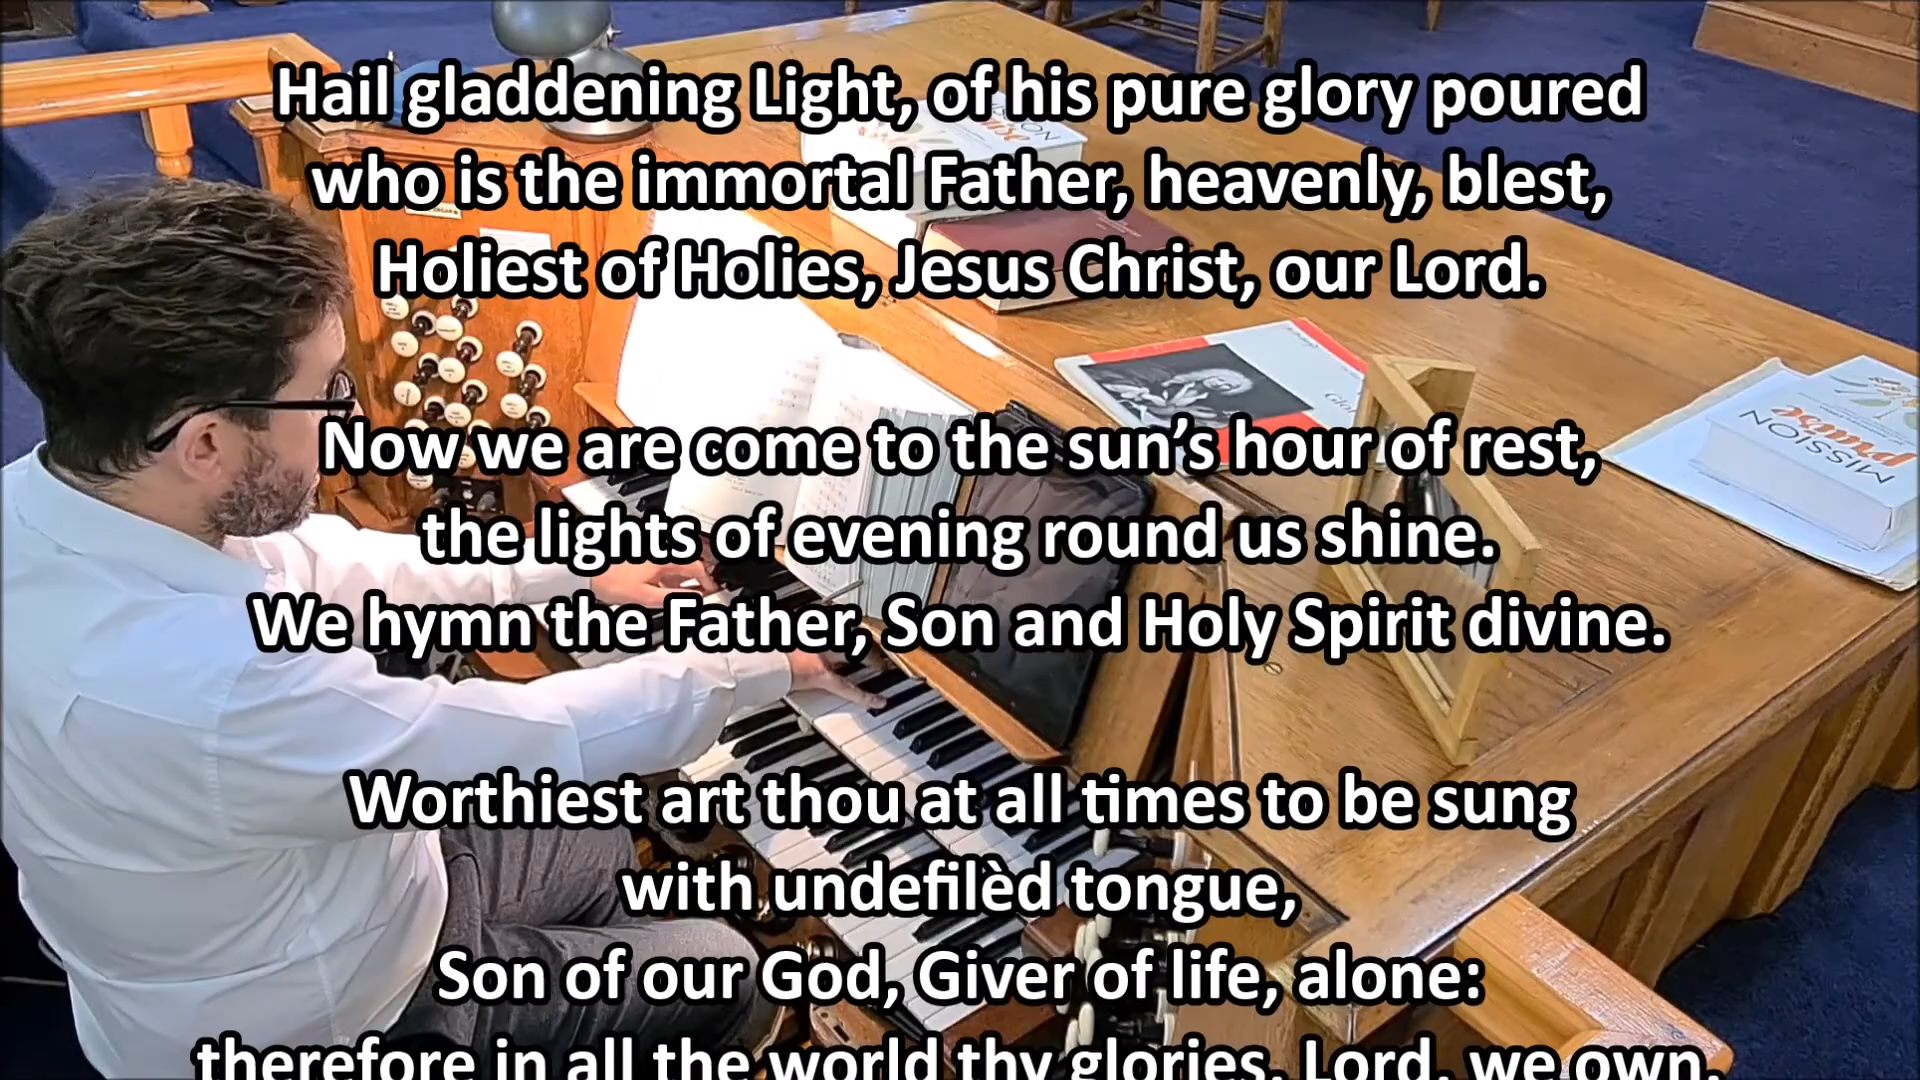 Hail gladdening Light, of his pure glory poured
who is the immortal Father, heavenly, blest,
Holiest of Holies, Jesus Christ, our Lord.
Now we are come to the sun’s hour of rest,
the lights of evening round us shine.
We hymn the Father, Son and Holy Spirit divine.
Worthiest art thou at all times to be sung
with undefilèd tongue,
Son of our God, Giver of life, alone:
therefore in all the world thy glories, Lord, we own.
MISSION
praise